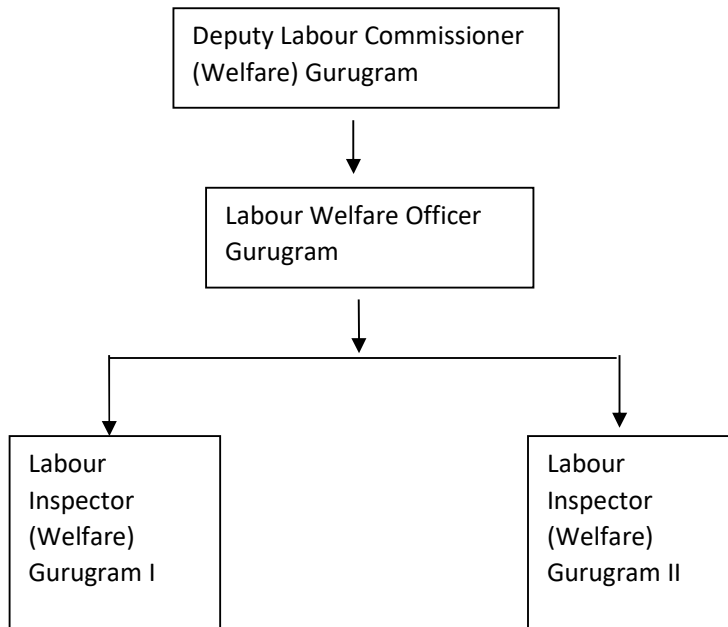 Deputy Labour Commissioner
(Welfare) Gurugram
Labour Welfare Officer
Gurugram
Labour
Inspector
(Welfare)
Gurugram I
Labour
Inspector
(Welfare)
Gurugram II